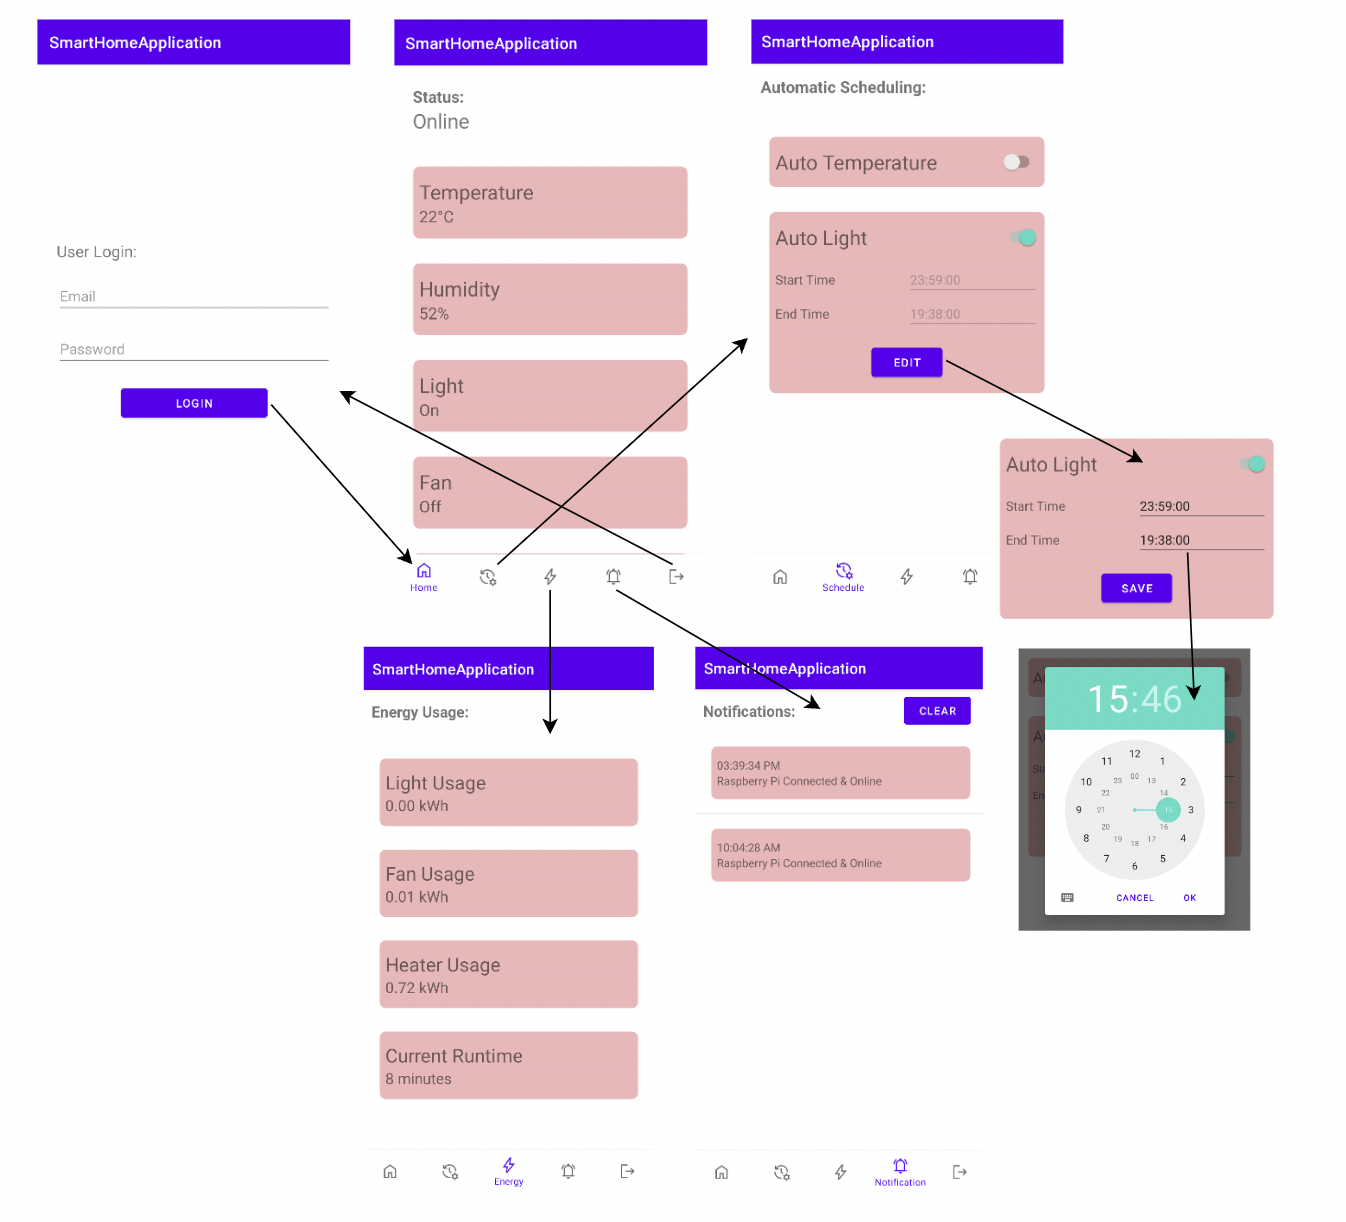 SmartHomeApplication
User Login:
Email
Password
LOGIN
SmartHomeApplication
Status:
Online
Temperature
22°C
Humidity
52%
Light
On
Fan
Off
Home
SmartHomeApplication
Automatic Scheduling:
Auto Temperature
Auto Light
Start Time 23:59:00
End Time 19:38:00
EDIT
Schedule
Auto Light
Start Time 23:59:00
End Time 19:38:00
SAVE
SmartHomeApplication
Energy Usage:
Light Usage
0.00 kWh
Fan Usage
0.01 kWh
Heater Usage
0.72 kWh
Current Runtime
8 minutes
Energy
SmartHomeApplication
Notifications: CLEAR
03:39:34 PM
Raspberry Pi Connected & Online
10:04:28 AM
Raspberry Pi Connected & Online
Notification
15:46
12
11 1
23 00 13
10 2
22 14
9 21 15 3
20 16
8 4
19 18 17
7 5
6
CANCEL OK